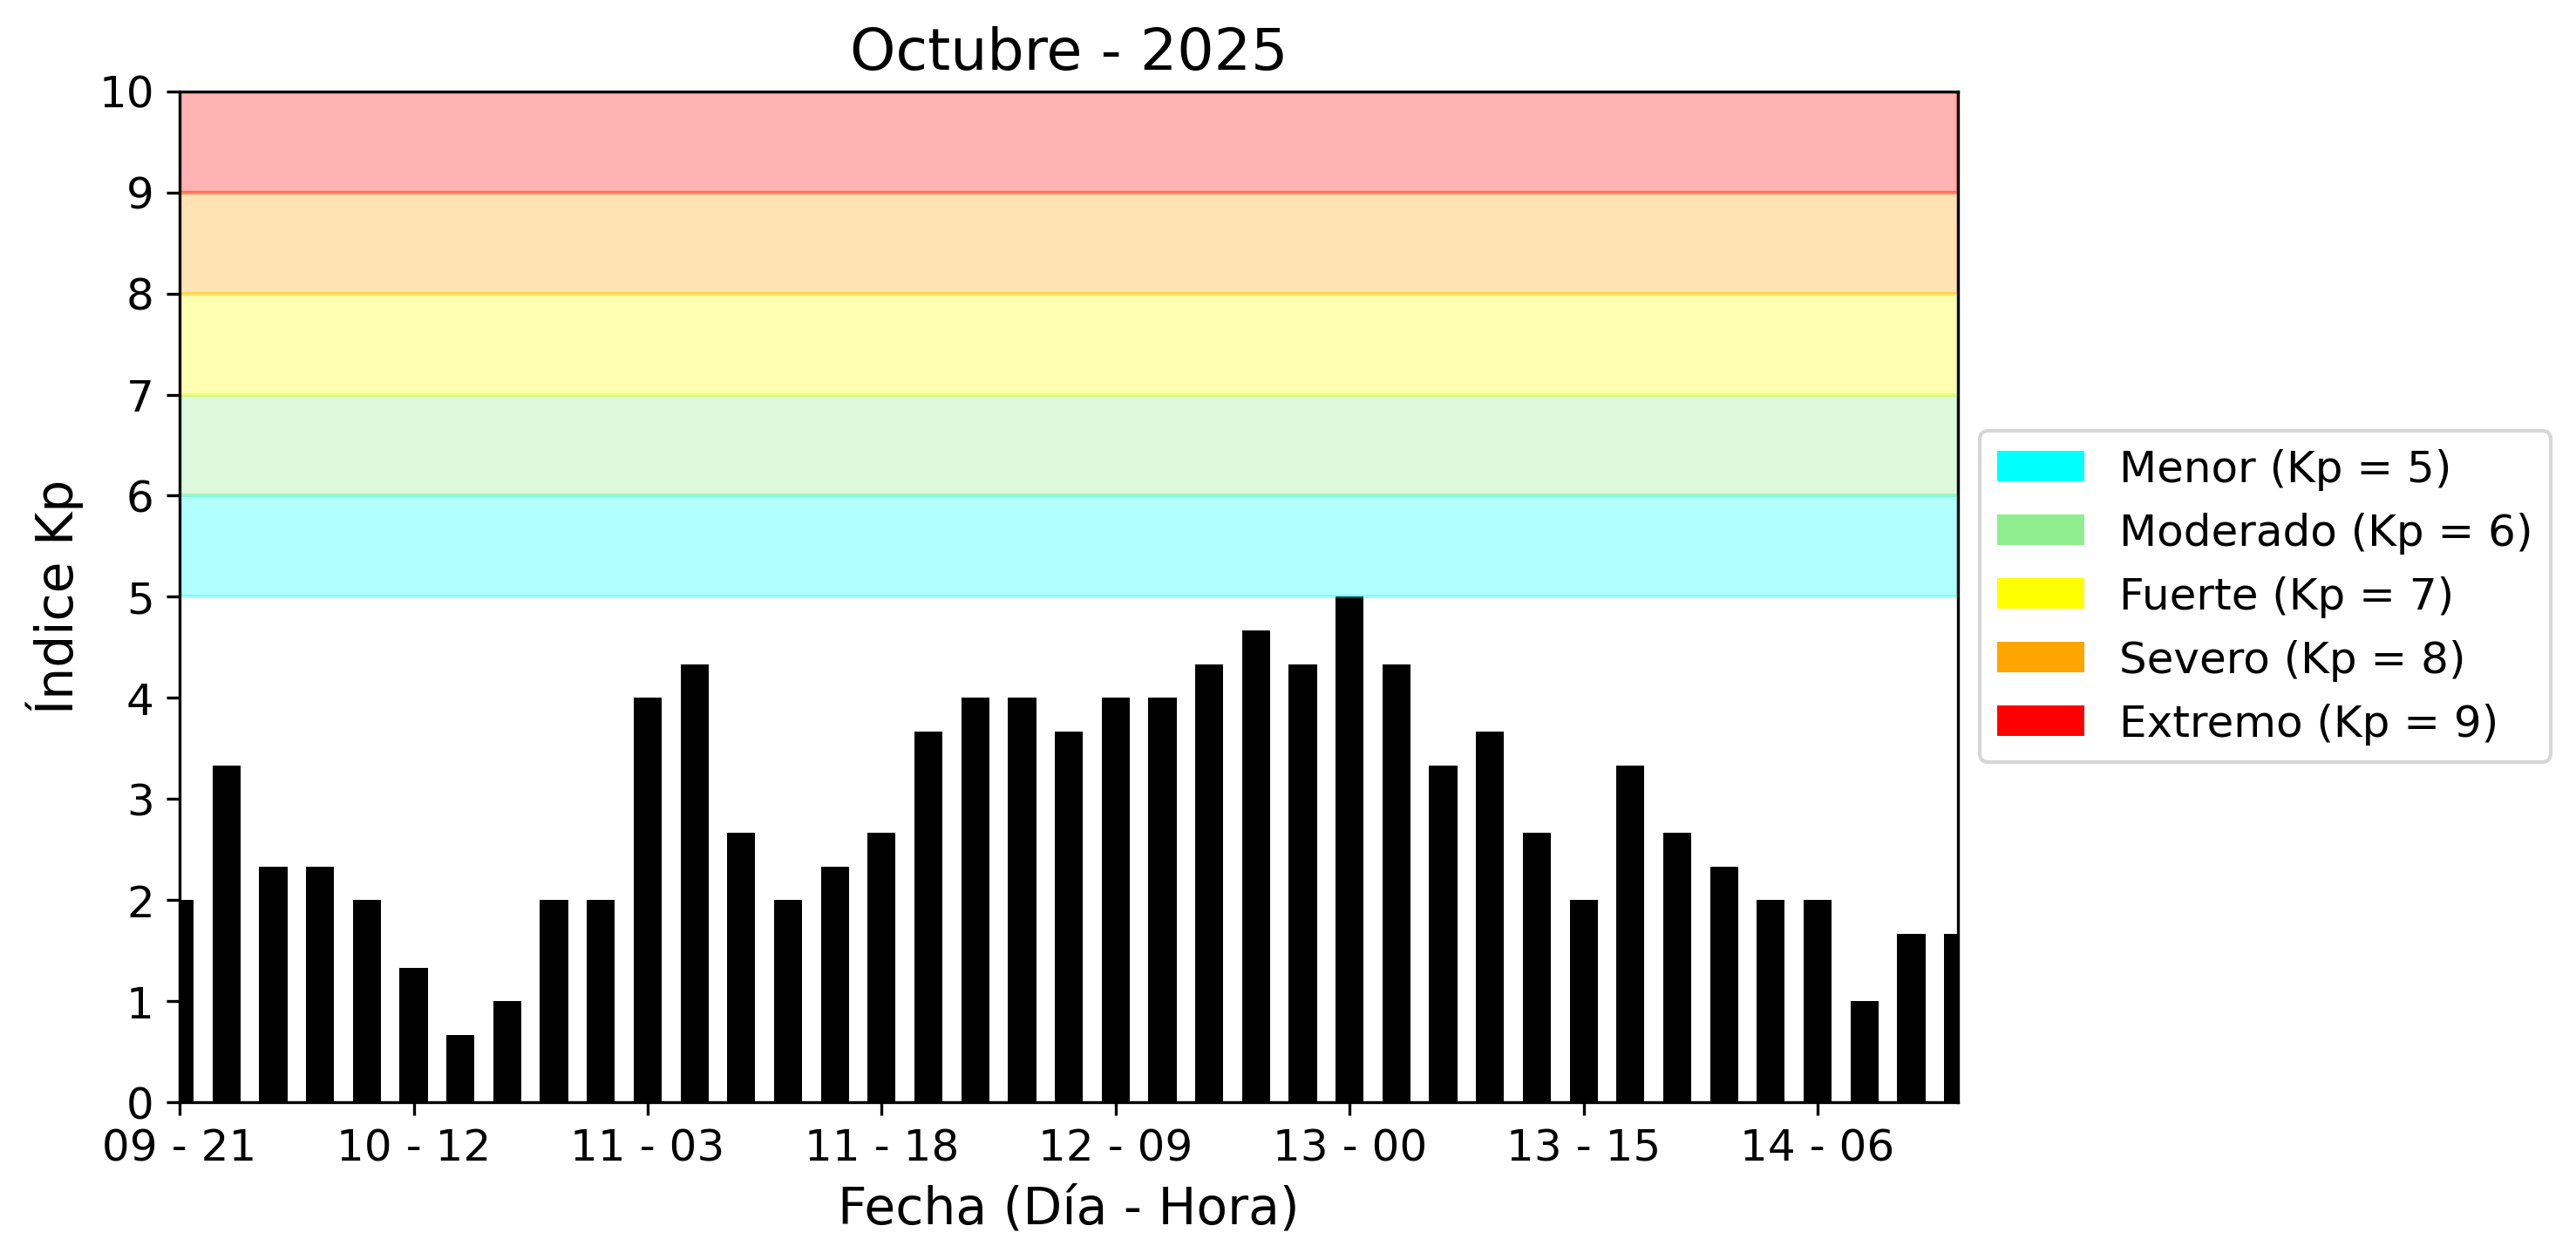 Octubre - 2025
10
9
8
7
6
5
4
3
2
1
0
Índice Kp
09 - 21
10 - 12
11 - 03
11 - 18
12 - 09
13 - 00
13 - 15
14 - 06
Fecha (Día - Hora)
Menor (Kp = 5)
Moderado (Kp = 6)
Fuerte (Kp = 7)
Severo (Kp = 8)
Extremo (Kp = 9)